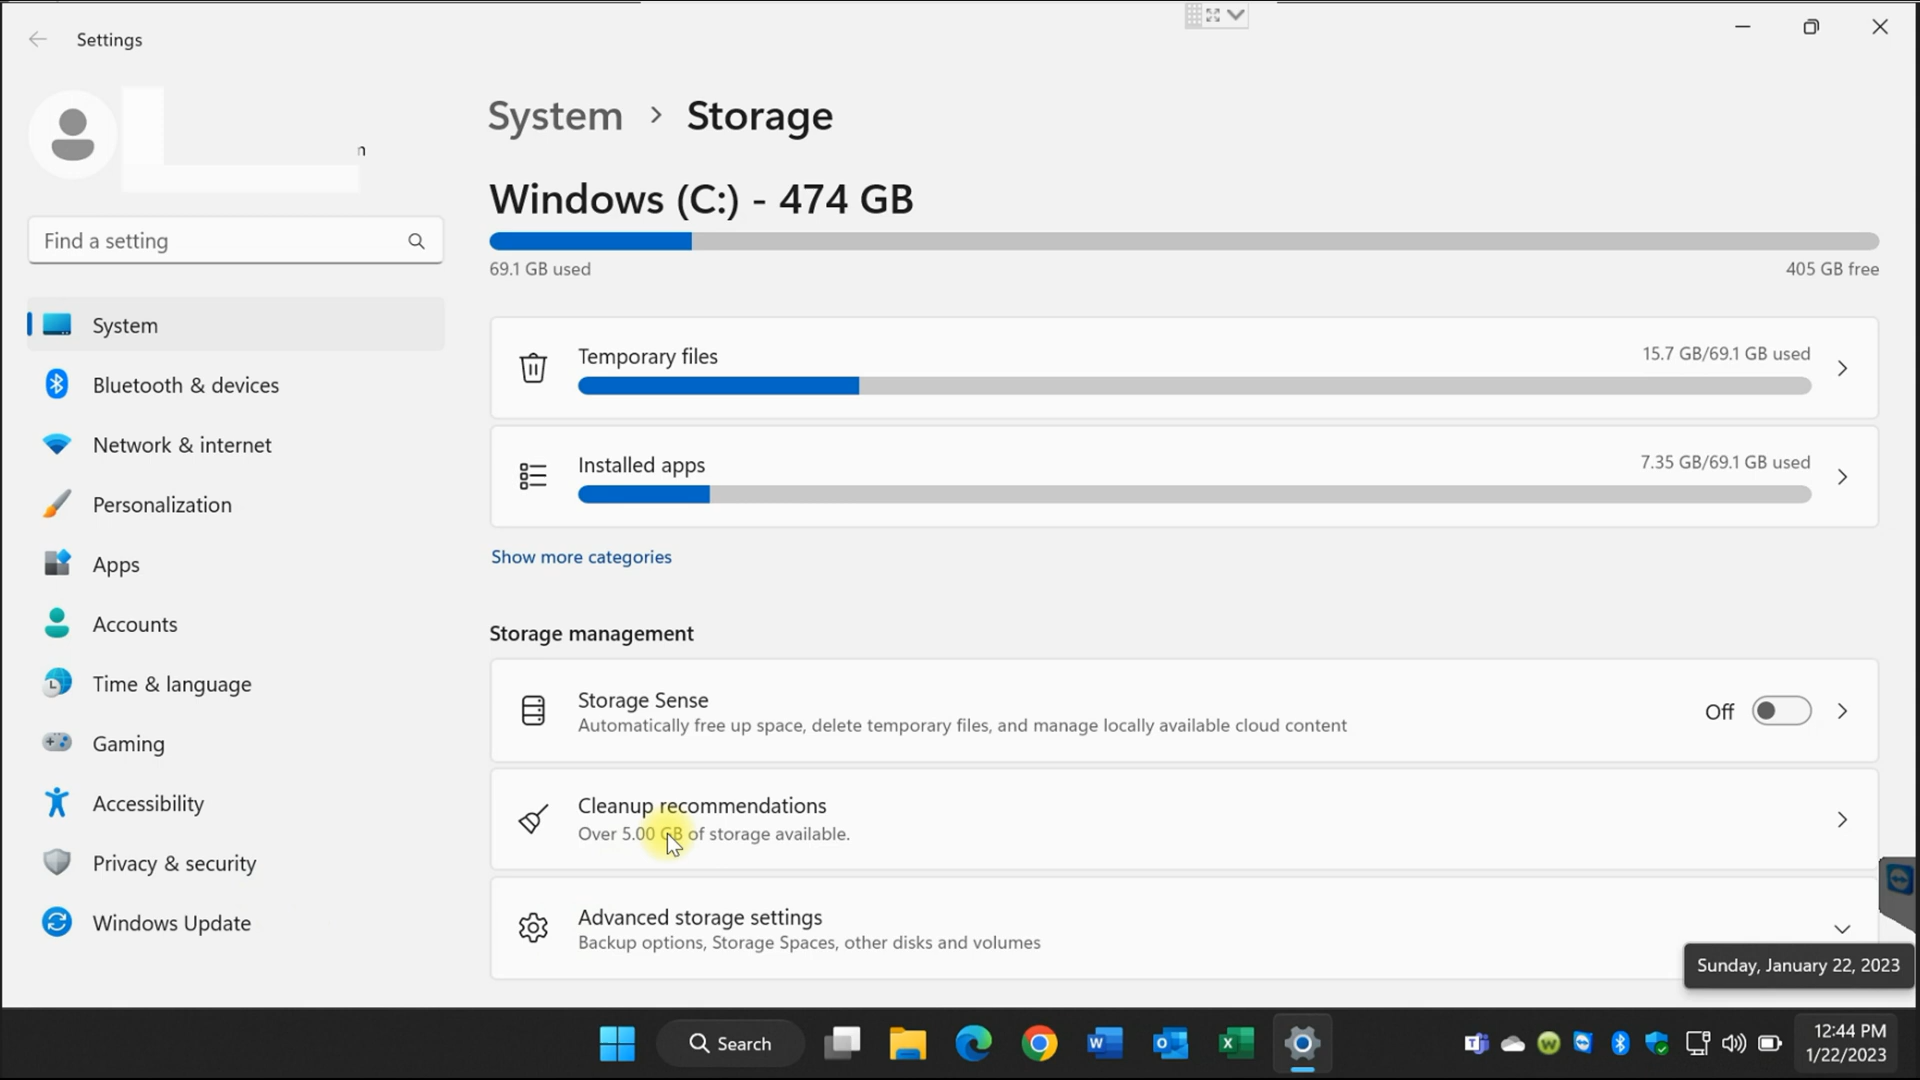 Settings
n
Find a setting
System
Bluetooth & devices
Network & internet
Personalization
Apps
Accounts
Time & language
Gaming
Accessibility
Privacy & security
Windows Update
System > Storage
Windows (C:) - 474 GB
69.1 GB used
405 GB free
Temporary files
15.7 GB/69.1 GB used
Installed apps
7.35 GB/69.1 GB used
Show more categories
Storage management
Storage Sense
Automatically free up space, delete temporary files, and manage locally available cloud content
Off
Cleanup recommendations
Over 5.00 GB of storage available.
Advanced storage settings
Backup options, Storage Spaces, other disks and volumes
Sunday, January 22, 2023
Search
12:44 PM
1/22/2023